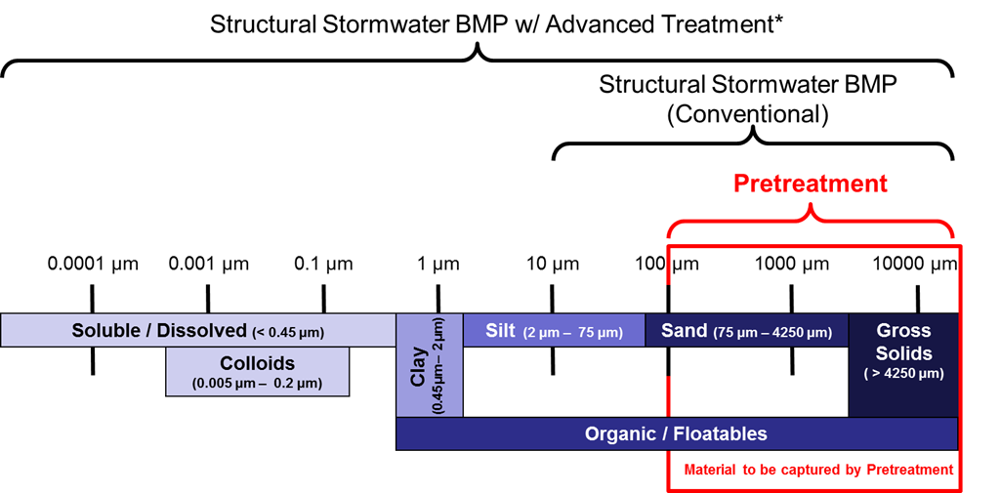 Structural Stormwater BMP w/ Advanced Treatment*
Structural Stormwater BMP
(Conventional)
Pretreatment
0.0001 µm 0.001 µm 0.1 µm 1 µm 10 µm 100 µm 1000 µm 10000 µm
Soluble / Dissolved (< 0.45 µm)
Colloids
(0.005 µm – 0.2 µm)
Clay
(0.45µm– 2µm)
Silt (2 µm – 75 µm)
Sand (75 µm – 4250 µm)
Gross
Solids
( > 4250 µm)
Organic / Floatables
Material to be captured by Pretreatment